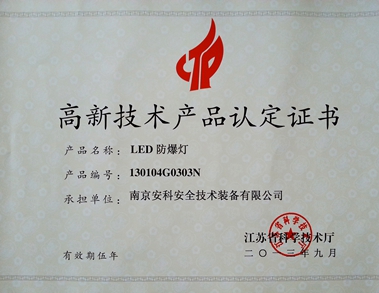 CTP
高新技术产品认定证书
产品名称：LED 防爆灯
产品编号：130104G0303N
承担单位：南京安科安全技术装备有限公司
江苏省科学技术厅
有效期伍年
二〇一三年九月